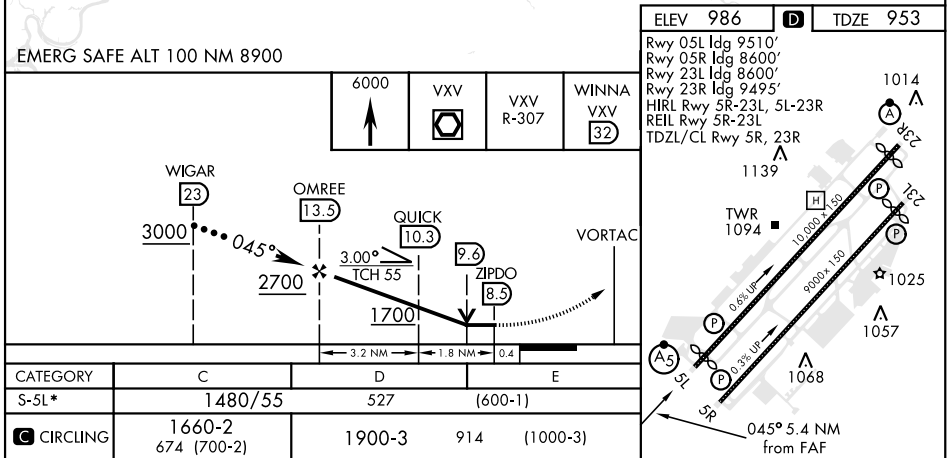 EMERG SAFE ALT 100 NM 8900
6000
VXV
VXV
R-307
WINNA
VXV
32
WIGAR
23
3000
045°
OMREE
13.5
2700
3.00°
TCH 55
QUICK
10.3
1700
9.6
ZIPDO
8.5
VORTAC
3.2 NM
1.8 NM
0.4
CATEGORY C D E
S-5L* 1480/55 527 (600-1)
C CIRCLING 1660-2 674 (700-2) 1900-3 914 (1000-3)
ELEV 986 D TDZE 953
Rwy 05L ldg 9510'
Rwy 05R ldg 8600'
Rwy 23L ldg 8600'
Rwy 23R ldg 9495'
HIRL Rwy 5R-23L, 5L-23R
REIL Rwy 5R-23L
TDZL/CL Rwy 5R, 23R
1014
A
23R
1139
P
23L
H
P
TWR
1094
10,000 x 150
9000 x 150
1025
0.6% UP
1057
P
0.3% UP
A5
5L
P
1068
5R
045° 5.4 NM
from FAF